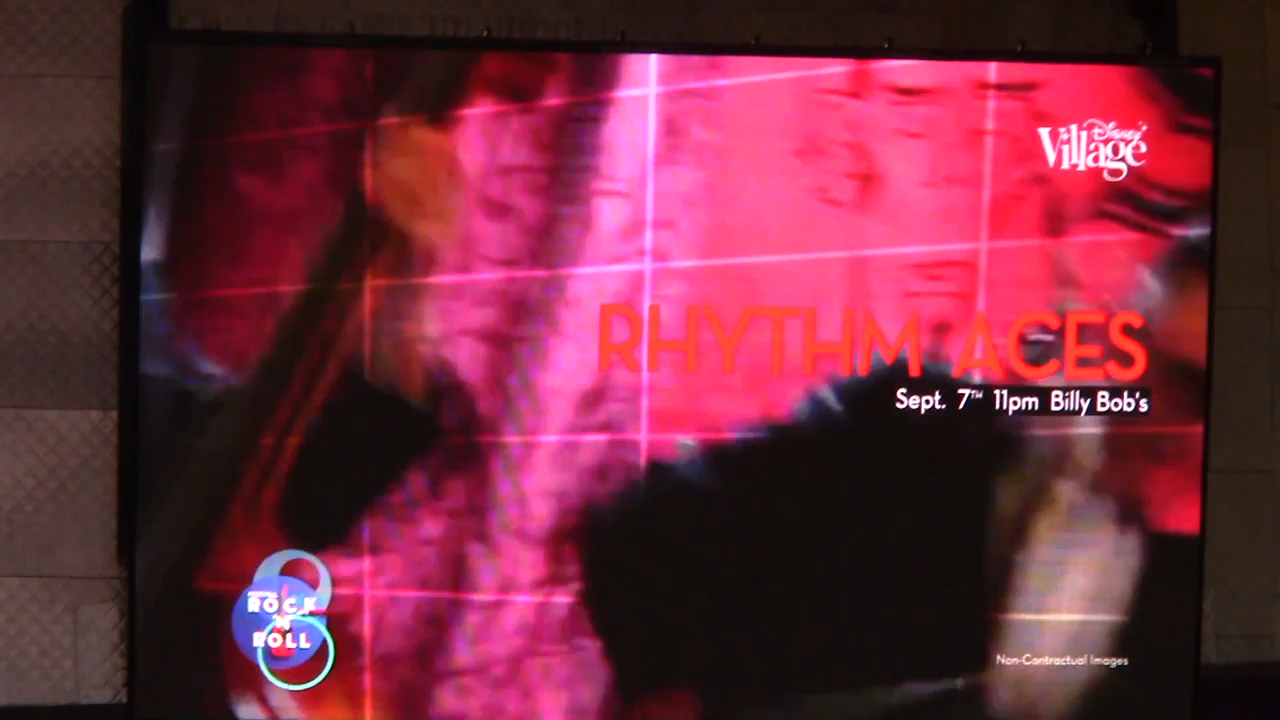 Disney
Village
RHYTHM ACES
Sept. 7TH 11pm Billy Bob's
ROCK
'N'
ROLL
Non-Contractual Images